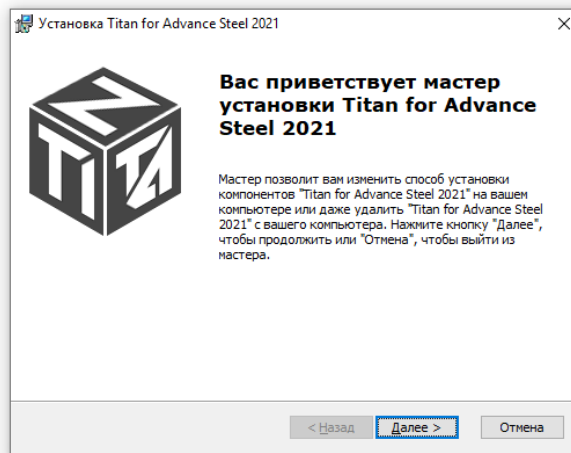 Установка Titan for Advance Steel 2021
Вас приветствует мастер
установки Titan for Advance
Steel 2021
Мастер позволит вам изменить способ установки
компонентов "Titan for Advance Steel 2021" на вашем
компьютере или даже удалить "Titan for Advance Steel
2021" с вашего компьютера. Нажмите кнопку "Далее",
чтобы продолжить или "Отмена", чтобы выйти из
мастера.
< Назад
Далее >
Отмена